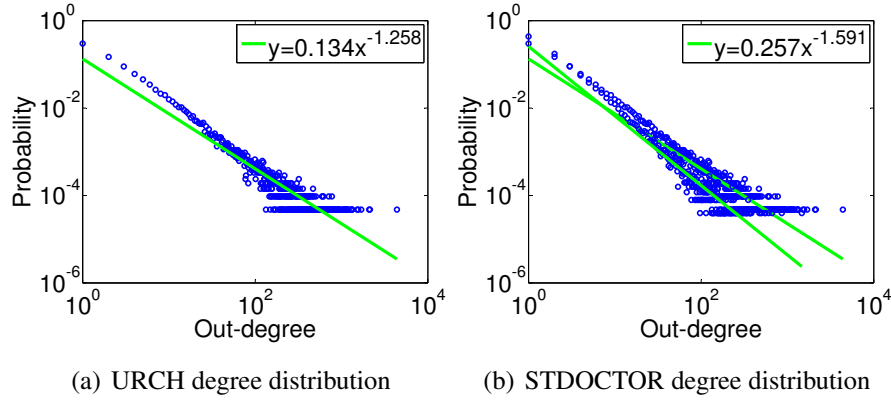 10^0
10^-2
10^-4
10^-6
Probability
y=0.134x^-1.258
10^0
10^2
10^4
Out-degree
(a) URCH degree distribution
10^0
10^-2
10^-4
10^-6
Probability
y=0.257x^-1.591
10^0
10^2
10^4
Out-degree
(b) STDOCTOR degree distribution